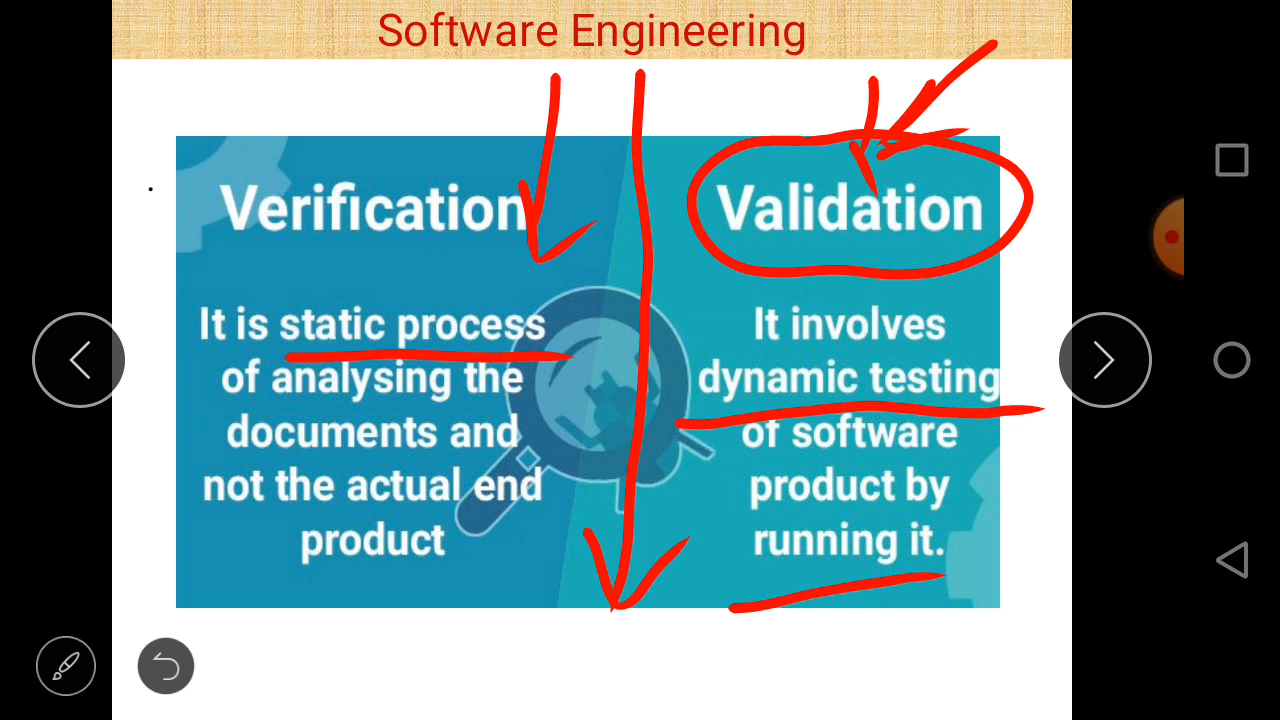 Software Engineering
Verification
It is static process
of analysing the
documents and
not the actual end
product
Validation
It involves
dynamic testing
of software
product by
running it.